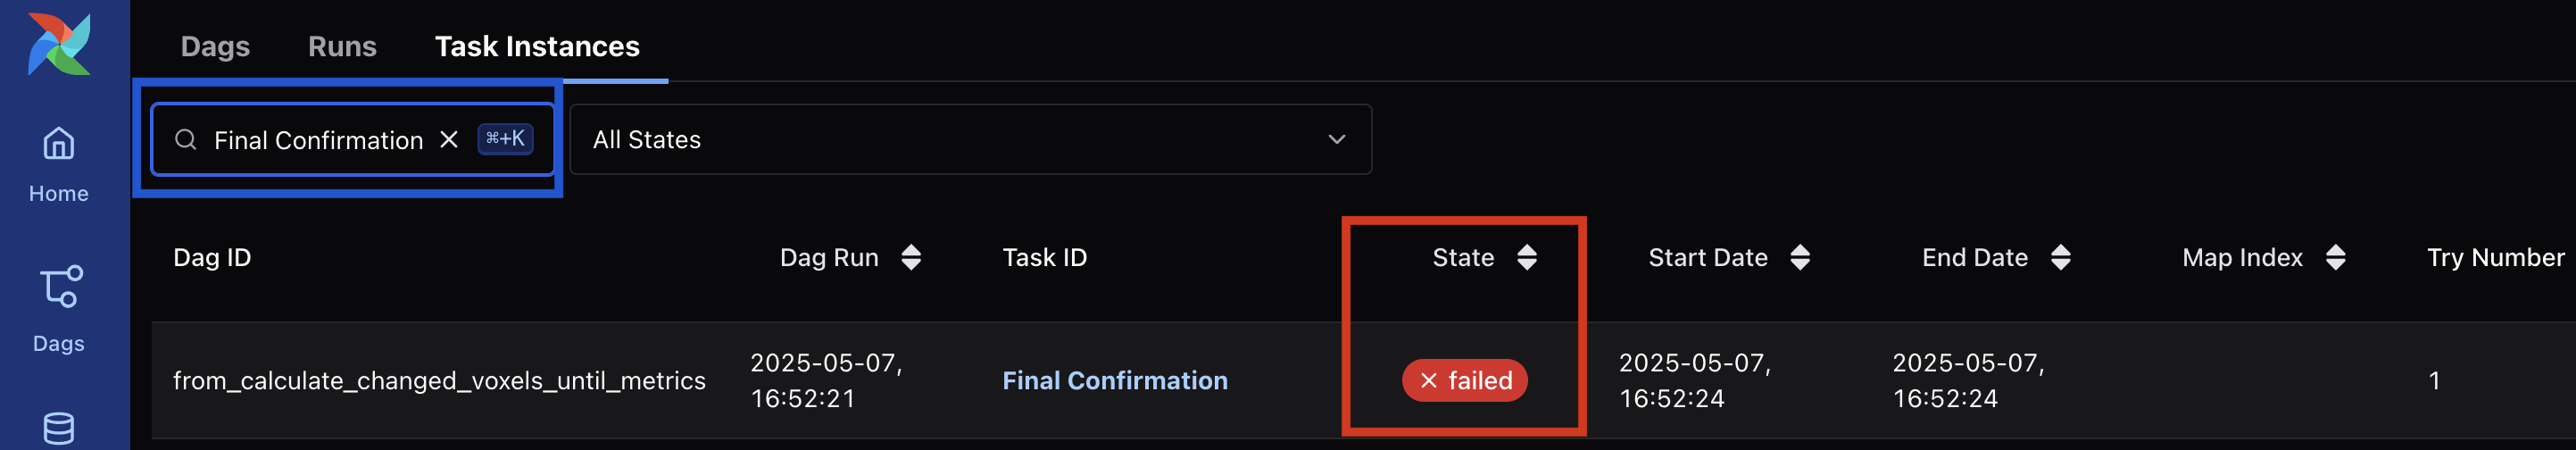 Dags Runs Task Instances
Final Confirmation ⌘+K All States
Home
Dag ID Dag Run Task ID State Start Date End Date Map Index Try Number
Dags
from_calculate_changed_voxels_until_metrics 2025-05-07, 16:52:21 Final Confirmation failed 2025-05-07, 16:52:24 2025-05-07, 16:52:24 1